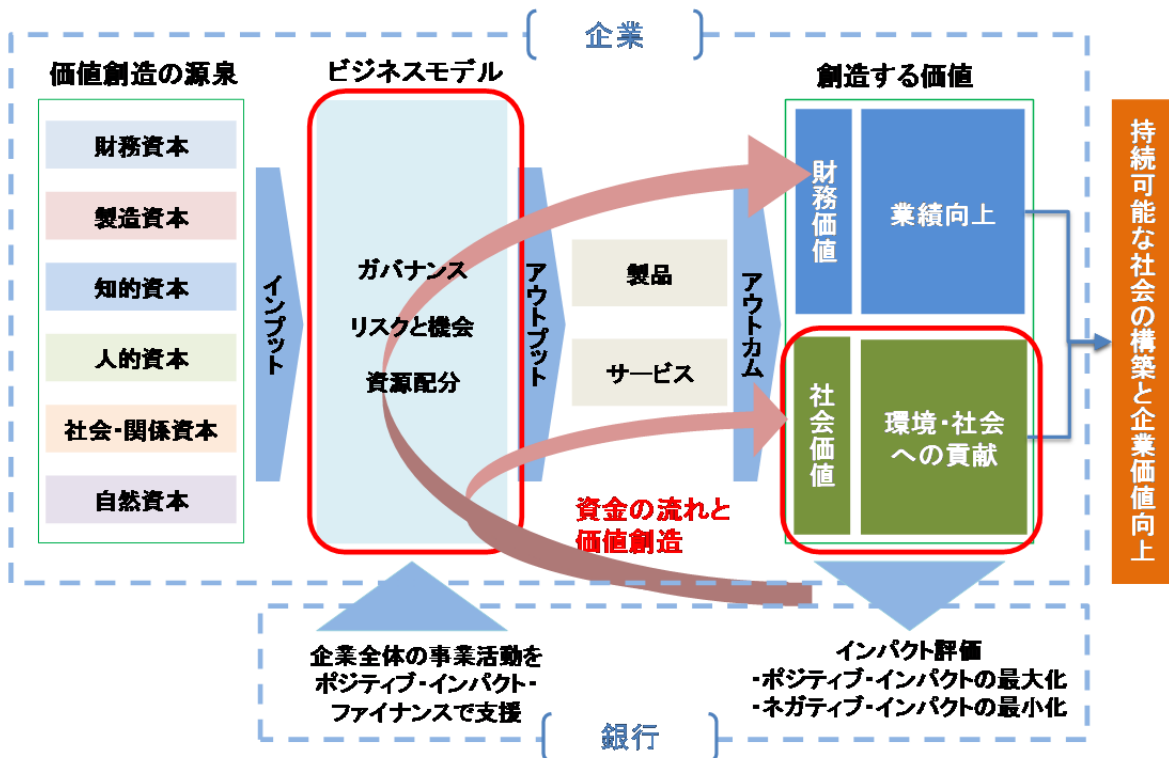 企業
価値創造の源泉
財務資本
製造資本
知的資本
人的資本
社会・関係資本
自然資本
インプット
ビジネスモデル
ガバナンス
リスクと機会
資源配分
アウトプット
製品
サービス
アウトカム
創造する価値
財務価値
業績向上
社会価値
環境・社会
への貢献
持続可能な社会の構築と企業価値向上
資金の流れと
価値創造
企業全体の事業活動を
ポジティブ・インパクト・
ファイナンスで支援
インパクト評価
・ポジティブ・インパクトの最大化
・ネガティブ・インパクトの最小化
銀行